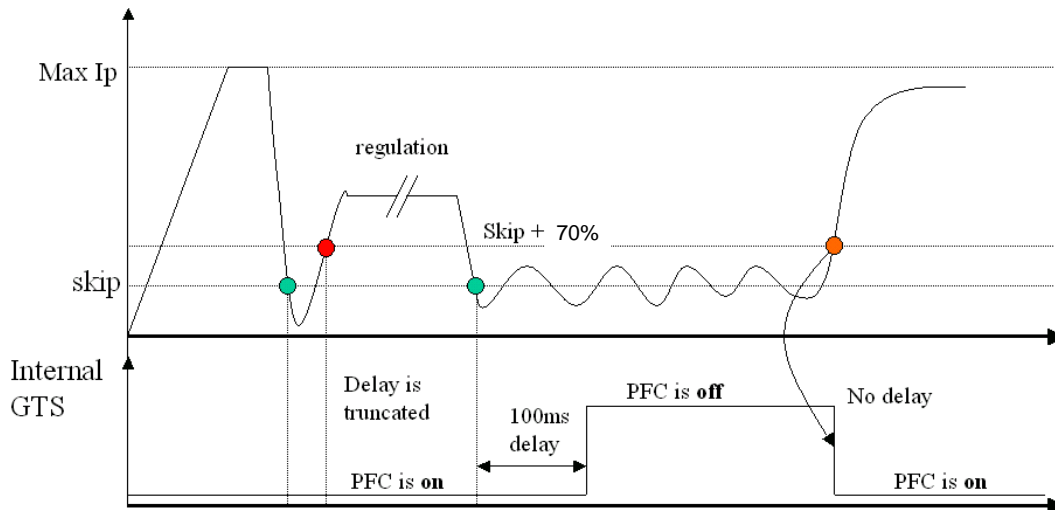 Max Ip
regulation
Skip + 70%
skip
Internal
GTS
Delay is
truncated
100ms
delay
PFC is off
No delay
PFC is on
PFC is on